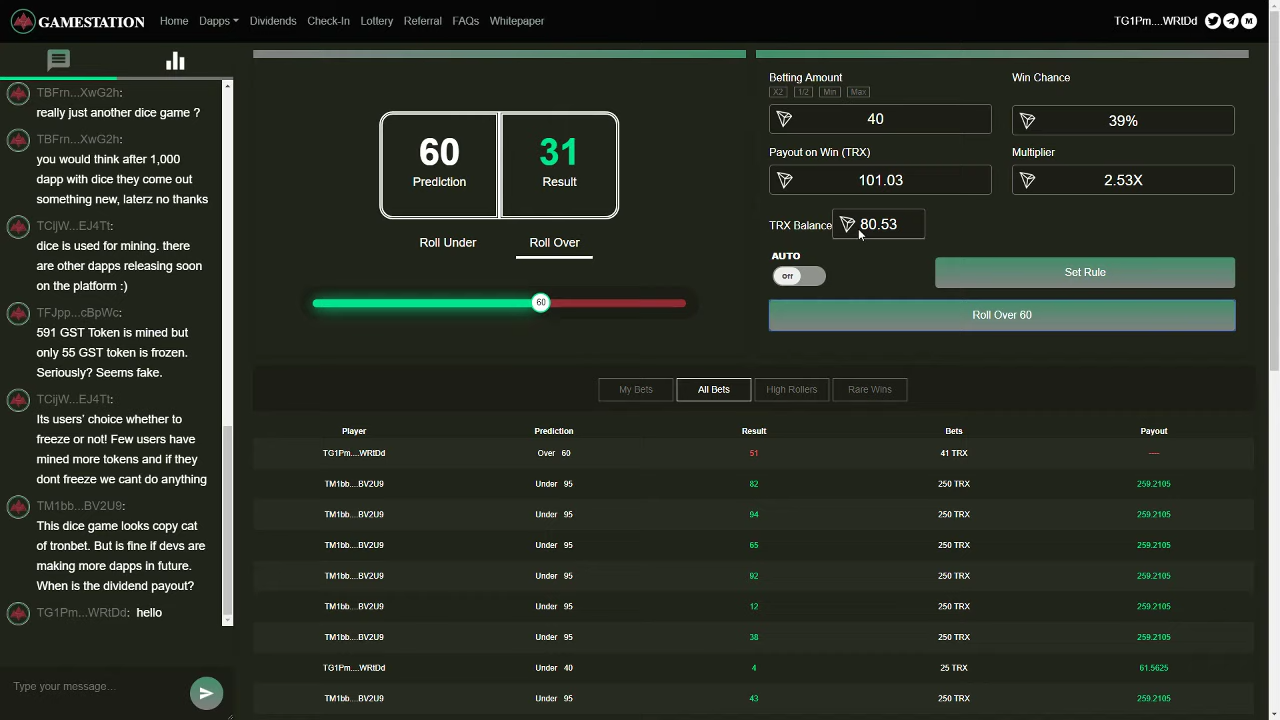 GAMESTATION Home Dapps Dividends Check-In Lottery Referral FAQs Whitepaper TG1Pm....WRtDd
TBFrn...XwG2h:
really just another dice game ?
TBFrn...XwG2h:
you would think after 1,000
dapp with dice they come out
something new, laterz no thanks
TCijW...EJ4Tt:
dice is used for mining. there
are other dapps releasing soon
on the platform :)
TFJpp...cBpWc:
591 GST Token is mined but
only 55 GST token is frozen.
Seriously? Seems fake.
TCijW...EJ4Tt:
Its users' choice whether to
freeze or not! Few users have
mined more tokens and if they
dont freeze we cant do anything
TM1bb...BV2U9:
This dice game looks copy cat
of tronbet. But is fine if devs are
making more dapps in future.
When is the dividend payout?
TG1Pm...WRtDd: hello
Type your message...
60
Prediction
31
Result
Roll Under
Roll Over
60
Betting Amount
X2 1/2 Min Max
40
Win Chance
39%
Payout on Win (TRX)
101.03
Multiplier
2.53X
TRX Balance 80.53
AUTO
Off
Set Rule
Roll Over 60
My Bets All Bets High Rollers Rare Wins
Player Prediction Result Bets Payout
TG1Pm....WRtDd Over 60 51 41 TRX ----
TM1bb....BV2U9 Under 95 82 250 TRX 259.2105
TM1bb....BV2U9 Under 95 94 250 TRX 259.2105
TM1bb....BV2U9 Under 95 65 250 TRX 259.2105
TM1bb....BV2U9 Under 95 92 250 TRX 259.2105
TM1bb....BV2U9 Under 95 12 250 TRX 259.2105
TM1bb....BV2U9 Under 95 38 250 TRX 259.2105
TG1Pm....WRtDd Under 40 4 25 TRX 61.5625
TM1bb....BV2U9 Under 95 43 250 TRX 259.2105